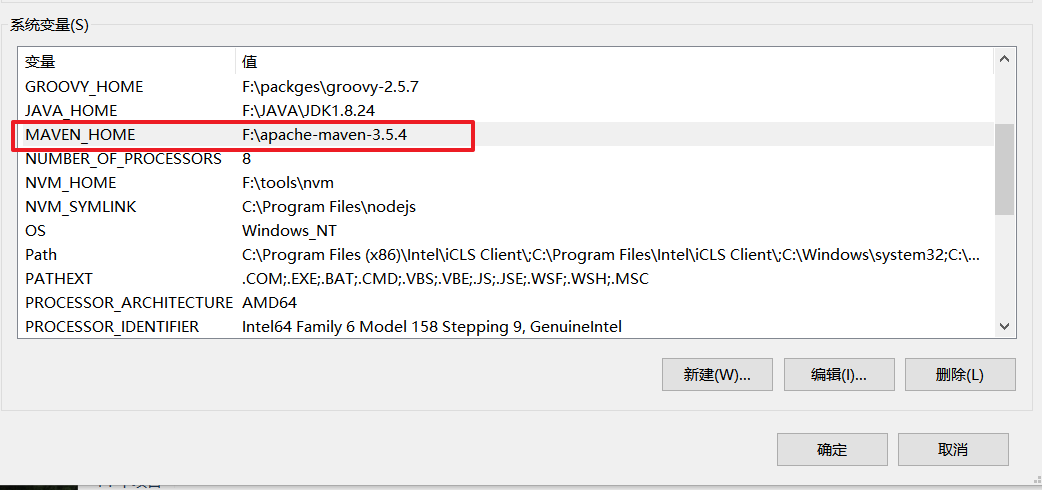 系统变量(S)
变量 值
GROOVY_HOME F:\packges\groovy-2.5.7
JAVA_HOME F:\JAVA\JDK1.8.24
MAVEN_HOME F:\apache-maven-3.5.4
NUMBER_OF_PROCESSORS 8
NVM_HOME F:\tools\nvm
NVM_SYMLINK C:\Program Files\nodejs
OS Windows_NT
Path C:\Program Files (x86)\Intel\iCLS Client\;C:\Program Files\Intel\iCLS Client\;C:\Windows\system32;C:\...
PATHEXT .COM;.EXE;.BAT;.CMD;.VBS;.VBE;.JS;.JSE;.WSF;.WSH;.MSC
PROCESSOR_ARCHITECTURE AMD64
PROCESSOR_IDENTIFIER Intel64 Family 6 Model 158 Stepping 9, GenuineIntel
新建(W)... 编辑(I)... 删除(L)
确定 取消